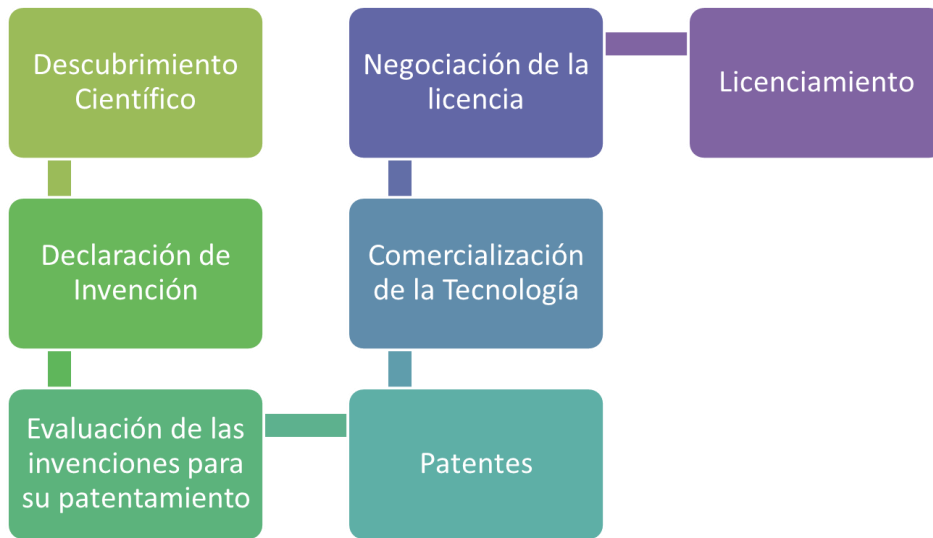 Descubrimiento
Científico
Declaración de
Invención
Evaluación de las
invenciones para
su patentamiento
Patentes
Comercialización
de la Tecnología
Negociación de la
licencia
Licenciamiento